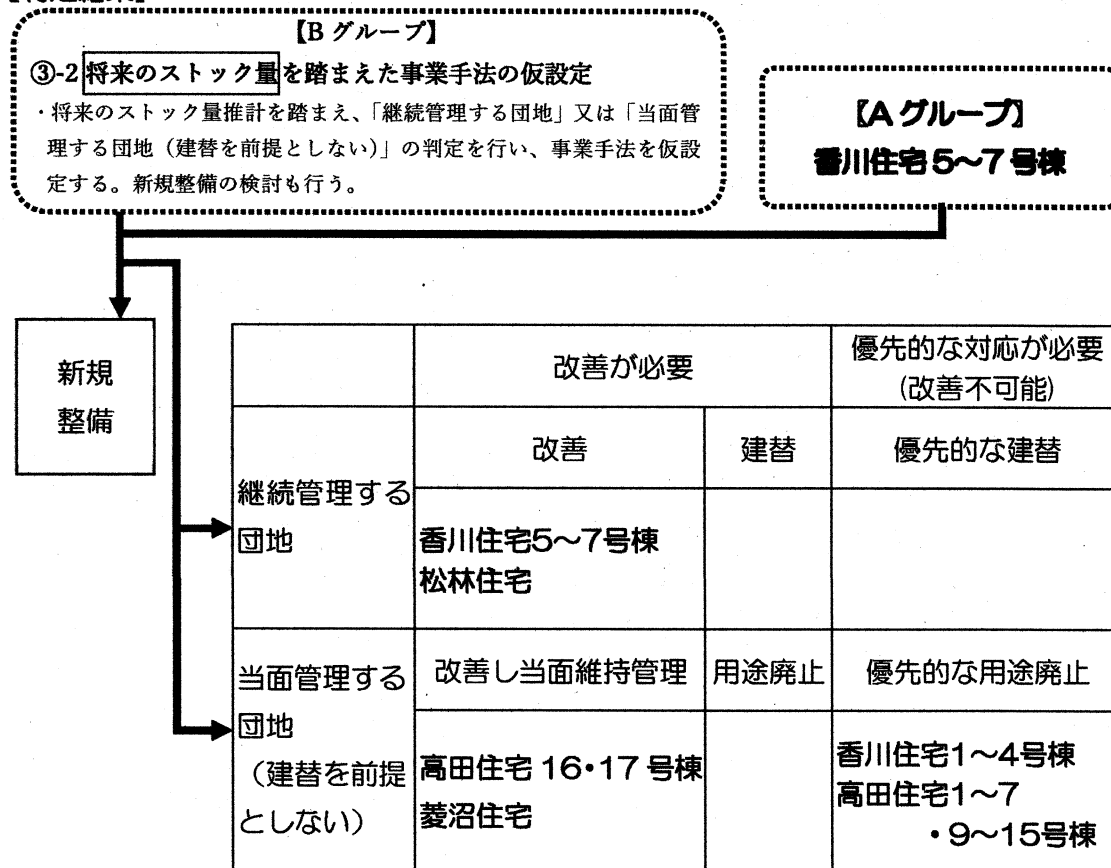 【Bグループ】
③-2 将来のストック量を踏まえた事業手法の仮設定
・将来のストック量推計を踏まえ、「継続管理する団地」又は「当面管
理する団地（建替を前提としない）」の判定を行い、事業手法を仮設
定する。新規整備の検討も行う。
【Aグループ】
香川住宅5～7号棟
新規
整備
改善が必要
優先的な対応が必要
(改善不可能)
継続管理する
団地
改善
建替
優先的な建替
香川住宅5～7号棟
松林住宅
当面管理する
団地
（建替を前提
としない）
改善し当面維持管理
用途廃止
優先的な用途廃止
高田住宅 16・17 号棟
菱沼住宅
香川住宅1～4号棟
高田住宅1～7
・9～15号棟